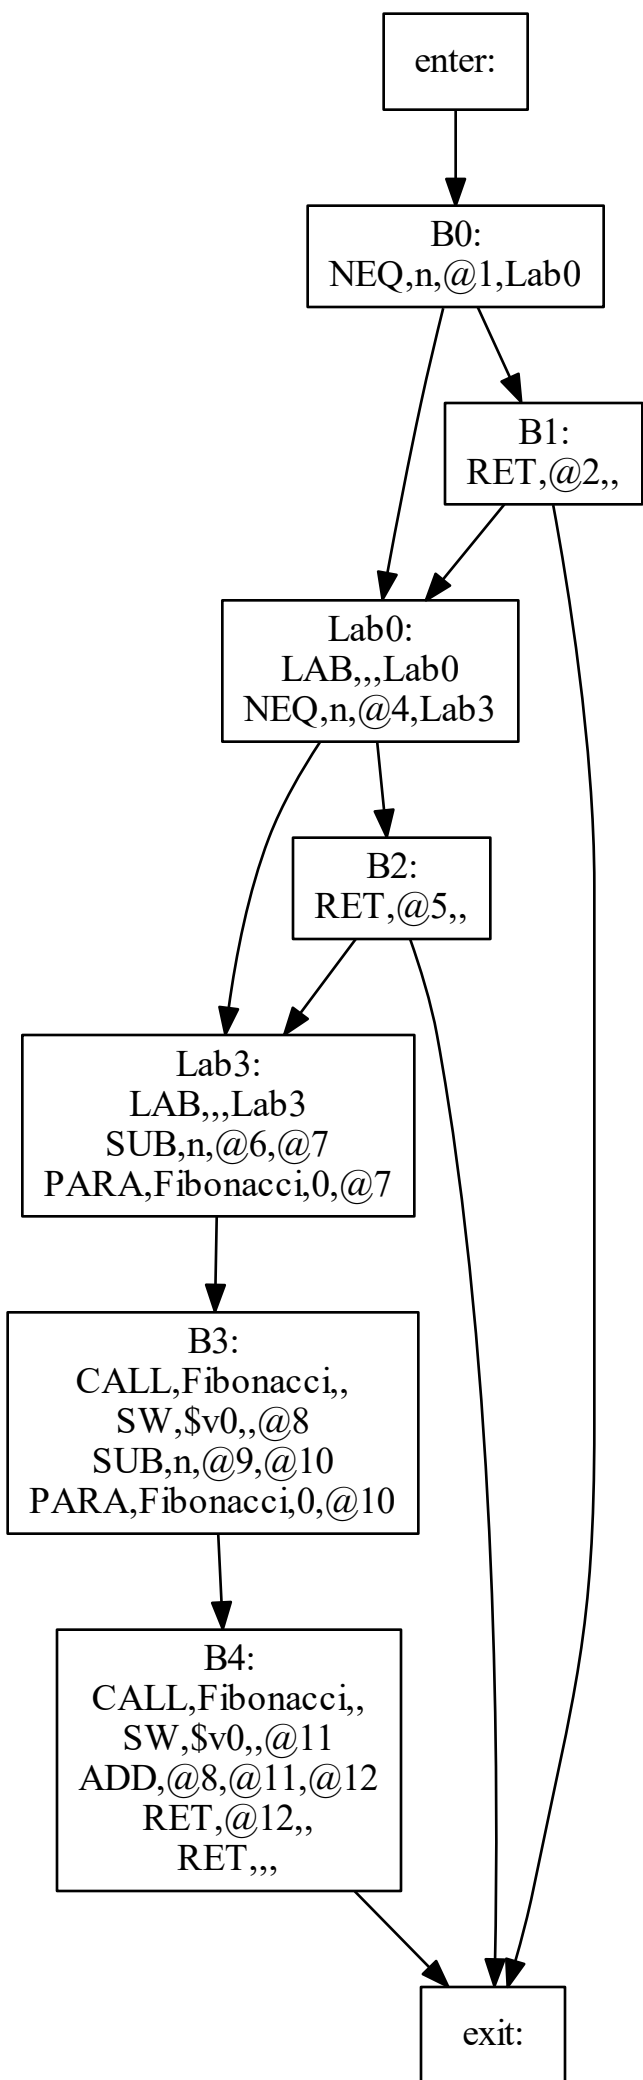 enter:
B0:
NEQ,n,@1,Lab0
B1:
RET,@2,,
Lab0:
LAB,,,Lab0
NEQ,n,@4,Lab3
B2:
RET,@5,,
Lab3:
LAB,,,Lab3
SUB,n,@6,@7
PARA,Fibonacci,0,@7
B3:
CALL,Fibonacci,,
SW,$v0,,@8
SUB,n,@9,@10
PARA,Fibonacci,0,@10
B4:
CALL,Fibonacci,,
SW,$v0,,@11
ADD,@8,@11,@12
RET,@12,,
RET,,,
exit: